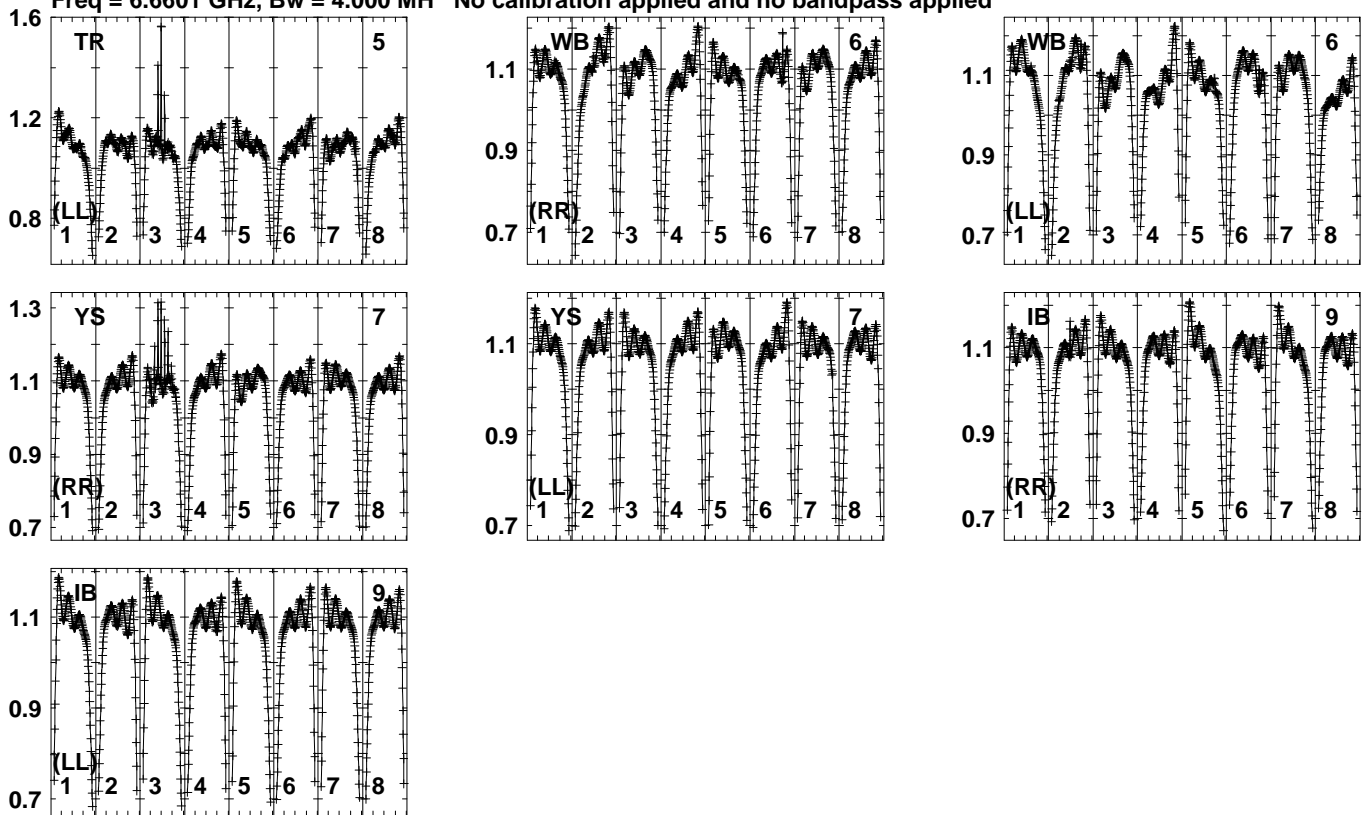 Freq = 6.6601 GHz, Bw = 4.000 MH No calibration applied and no bandpass applied
1.6
1.2
0.8
TR 5
(LL)
1 2 3 4 5 6 7 8
1.1
0.9
0.7
WB 6
(RR)
1 2 3 4 5 6 7 8
1.1
0.9
0.7
WB 6
(LL)
1 2 3 4 5 6 7 8
1.3
1.1
0.9
0.7
YS 7
(RR)
1 2 3 4 5 6 7 8
1.1
0.9
0.7
YS 7
(LL)
1 2 3 4 5 6 7 8
1.1
0.9
0.7
IB 9
(RR)
1 2 3 4 5 6 7 8
1.1
0.9
0.7
IB 9
(LL)
1 2 3 4 5 6 7 8